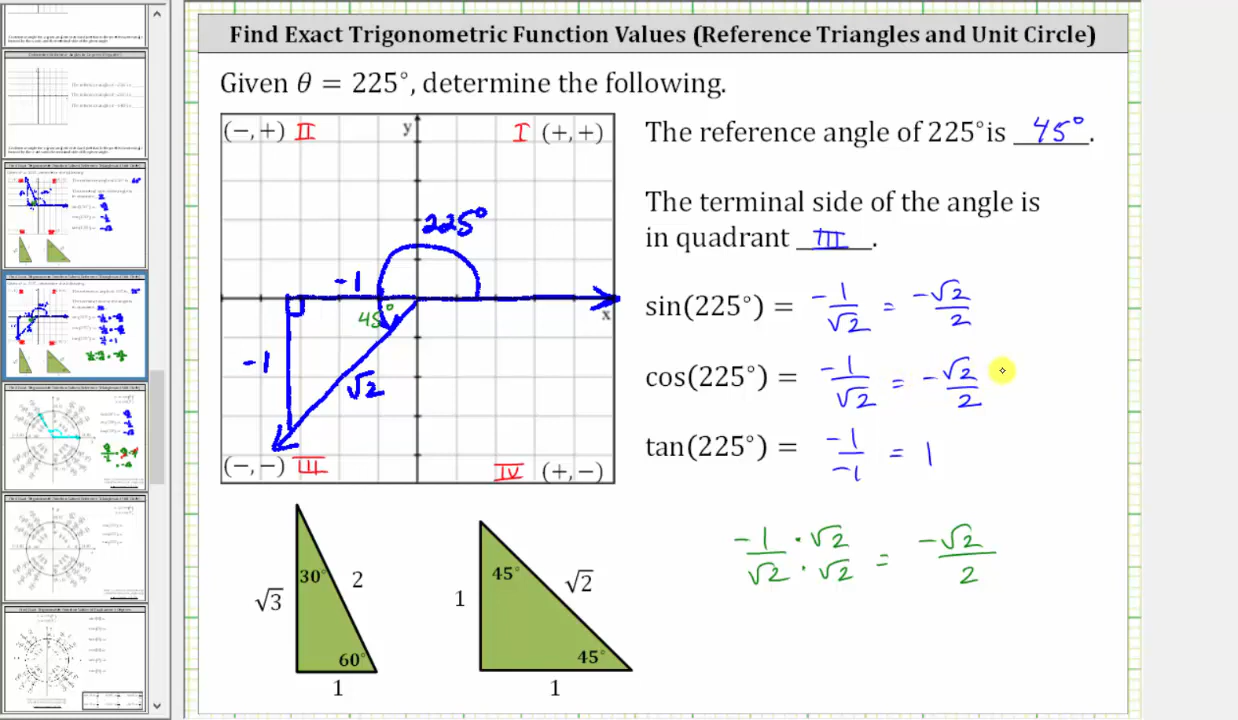 Find Exact Trigonometric Function Values (Reference Triangles and Unit Circle)
Given θ = 225°, determine the following.
(−,+) II
y
I (+,+)
225°
-1
45°
x
-1
√2
(−,−) III
IV (+,−)
The reference angle of 225° is 45°.
The terminal side of the angle is
in quadrant III.
sin(225°) = -1/√2 = -√2/2
cos(225°) = -1/√2 = -√2/2
tan(225°) = -1/-1 = 1
-1/√2 · √2/√2 = -√2/2
30°
2
√3
60°
1
45°
√2
1
45°
1